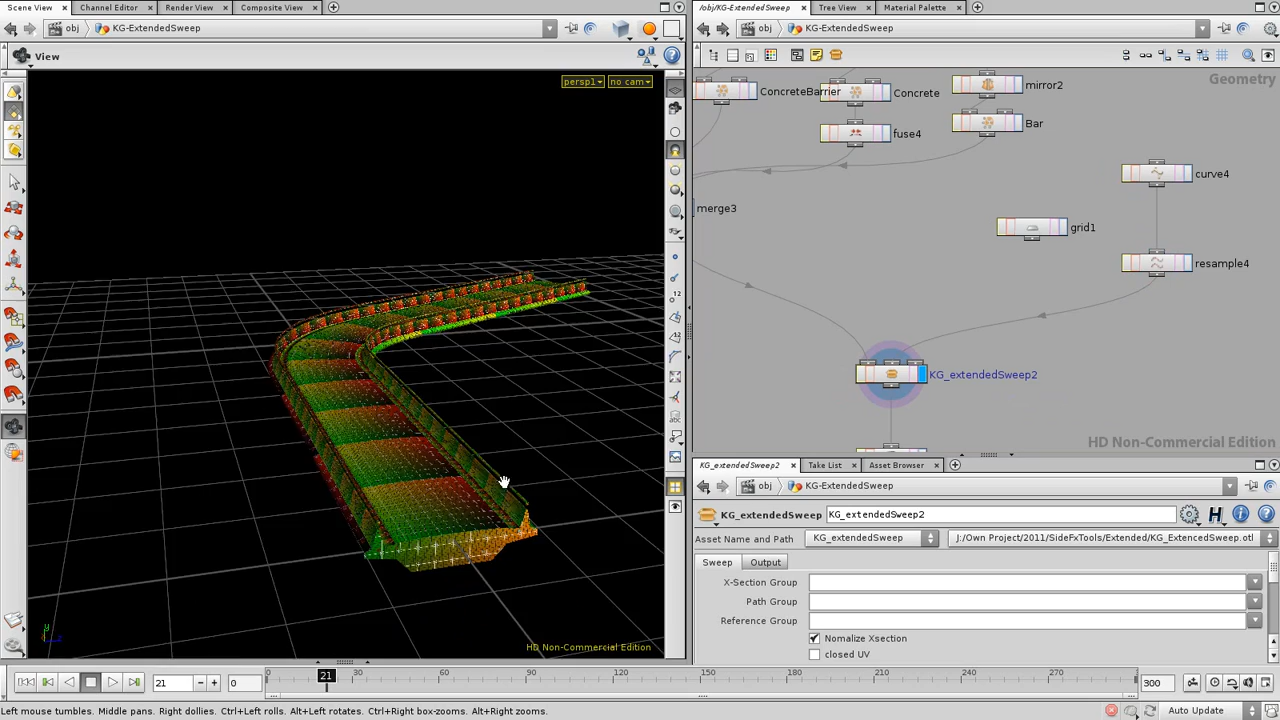 Scene View
Channel Editor
Render View
Composite View
/obj/KG-ExtendedSweep
Tree View
Material Palette
obj
KG-ExtendedSweep
obj
KG-ExtendedSweep
View
persp1
no cam
Geometry
ConcreteBarrier
Concrete
mirror2
Bar
fuse4
curve4
merge3
grid1
resample4
KG_extendedSweep2
HD Non-Commercial Edition
KG_extendedSweep2
Take List
Asset Browser
obj
KG-ExtendedSweep
KG_extendedSweep
KG_extendedSweep2
Asset Name and Path
KG_extendedSweep
J:/Own Project/2011/SideFxTools/Extended/KG_ExtencedSweep.otl
Sweep
Output
X-Section Group
Path Group
Reference Group
Nomalize Xsection
closed UV
HD Non-Commercial Edition
21
0
0
21
60
90
120
150
180
210
240
270
300
Left mouse tumbles. Middle pans. Right dollies. Ctrl+Left rolls. Alt+Left rotates. Ctrl+Right box-zooms. Alt+Right zooms.
Auto Update